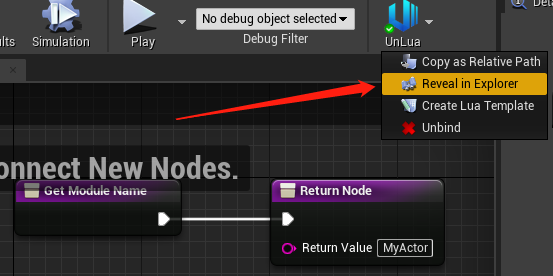 No debug object selected
ults
Simulation
Play
Debug Filter
UnLua
Deta
Copy as Relative Path
Reveal in Explorer
Create Lua Template
Unbind
onnect New Nodes.
Get Module Name
Return Node
Return Value
MyActor